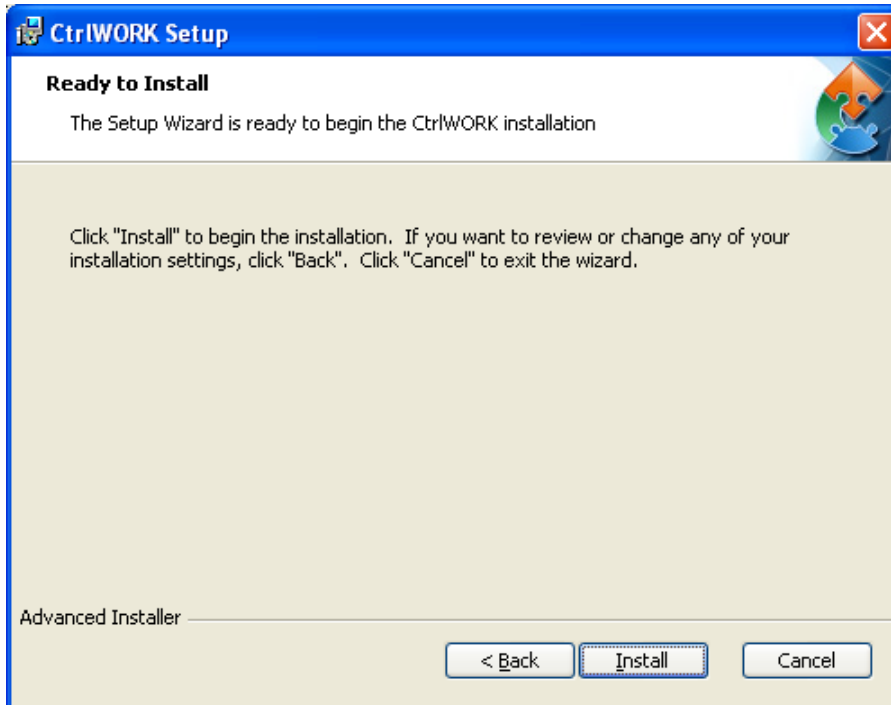 CtrlWORK Setup
Ready to Install
The Setup Wizard is ready to begin the CtrlWORK installation
Click "Install" to begin the installation.  If you want to review or change any of your
installation settings, click "Back".  Click "Cancel" to exit the wizard.
Advanced Installer
< Back
Install
Cancel